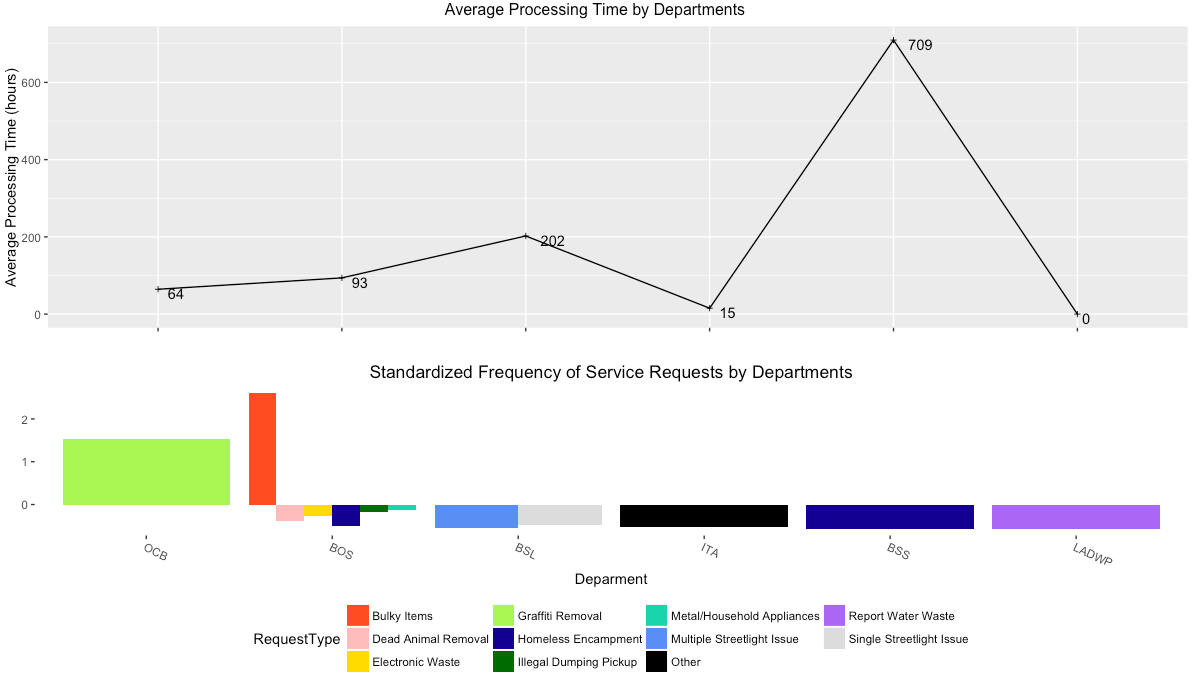 Average Processing Time by Departments
Average Processing Time (hours)
600
400
200
0
64
93
202
15
709
0
Standardized Frequency of Service Requests by Departments
2
1
0
OCB
BOS
BSL
ITA
BSS
LADWP
Deparment
RequestType
Bulky Items
Dead Animal Removal
Electronic Waste
Graffiti Removal
Homeless Encampment
Illegal Dumping Pickup
Metal/Household Appliances
Multiple Streetlight Issue
Other
Report Water Waste
Single Streetlight Issue